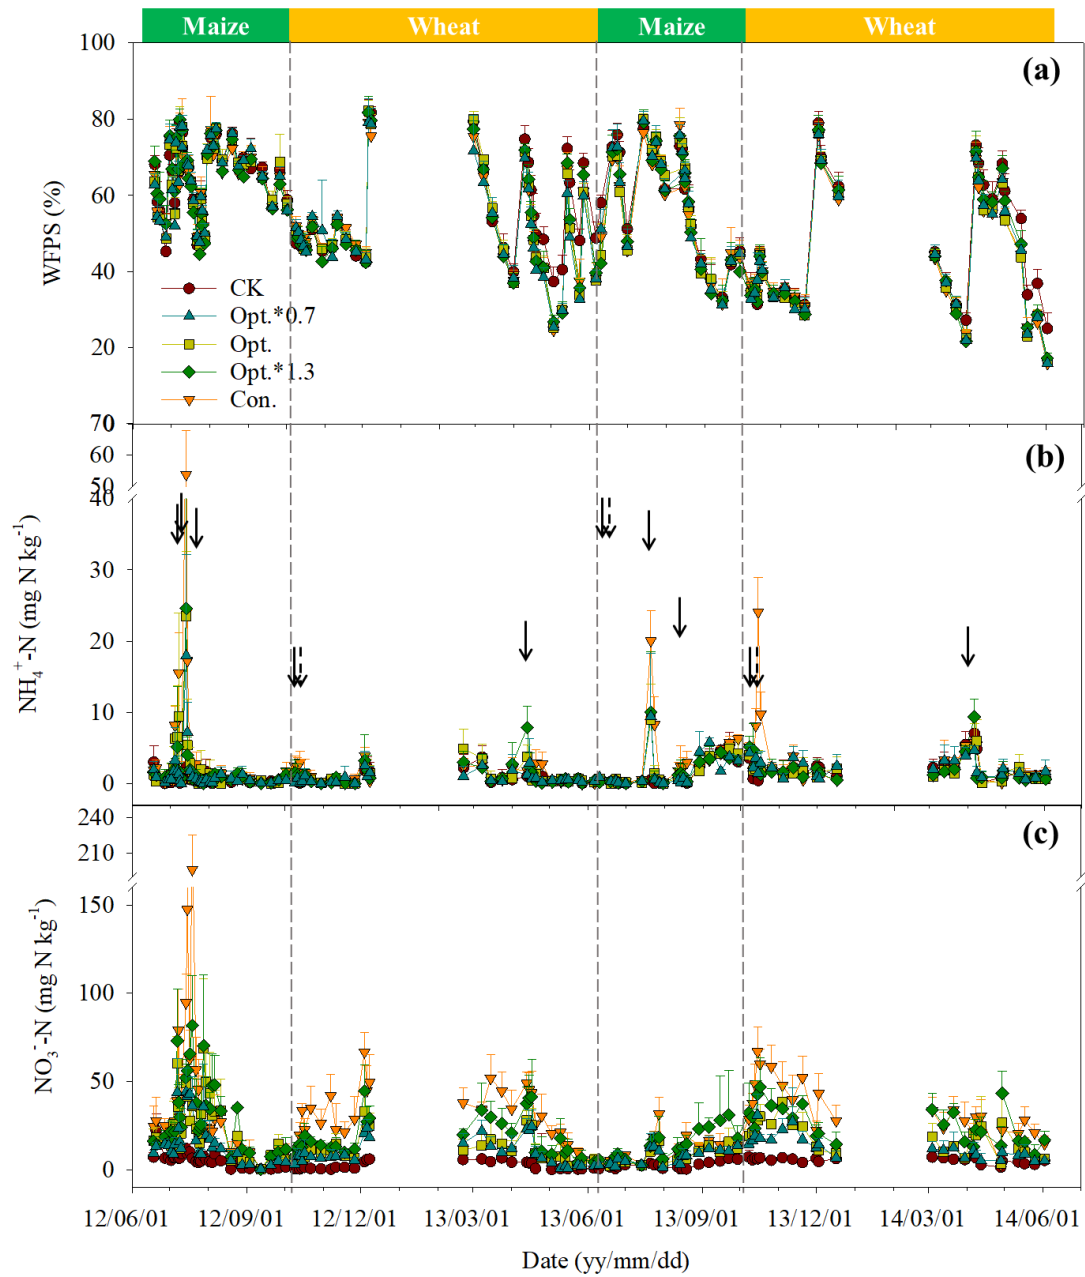 Maize Wheat Maize Wheat
100
(a)
80
WFPS (%)
60
40
CK
Opt.*0.7
20
Opt.
Opt.*1.3
Con.
0
70
60
(b)
50
40
NH4+-N (mg N kg-1)
30
20
10
0
240
(c)
210
150
NO3--N (mg N kg-1)
100
50
0
12/06/01 12/09/01 12/12/01 13/03/01 13/06/01 13/09/01 13/12/01 14/03/01 14/06/01
Date (yy/mm/dd)